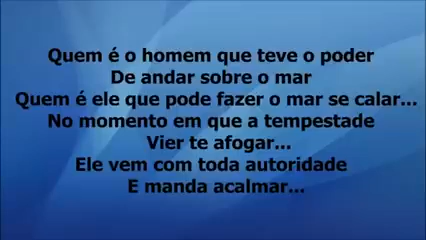 Quem é o homem que teve o poder
De andar sobre o mar
Quem é ele que pode fazer o mar se calar...
No momento em que a tempestade
Vier te afogar...
Ele vem com toda autoridade
E manda acalmar...